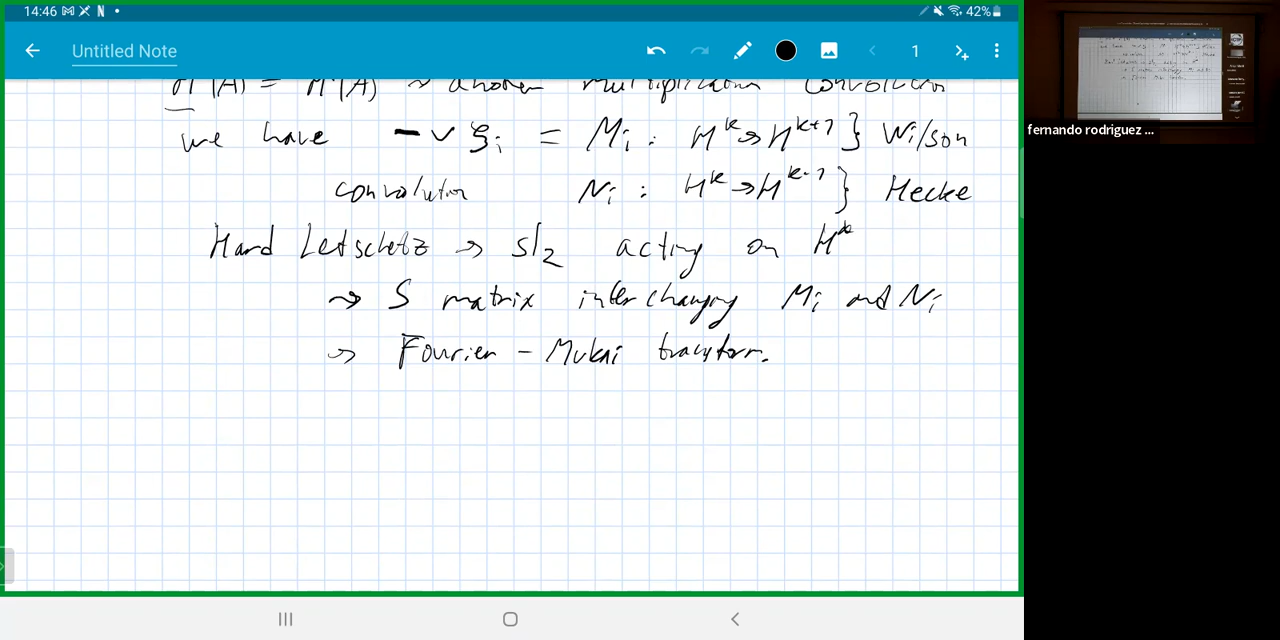 14:46
42%
Untitled Note
1
H*(A) = H*(A) → another multiplication convolution
we have - ∪ ξi = Mi : H^k → H^{k+1} } Wilson
convolution Ni : H^k → H^{k-1} } Hecke
Hard Lefschetz → sl2 acting on H*
→ S matrix interchanging Mi and Ni
→ Fourier - Mukai transform.
fernando rodriguez ...